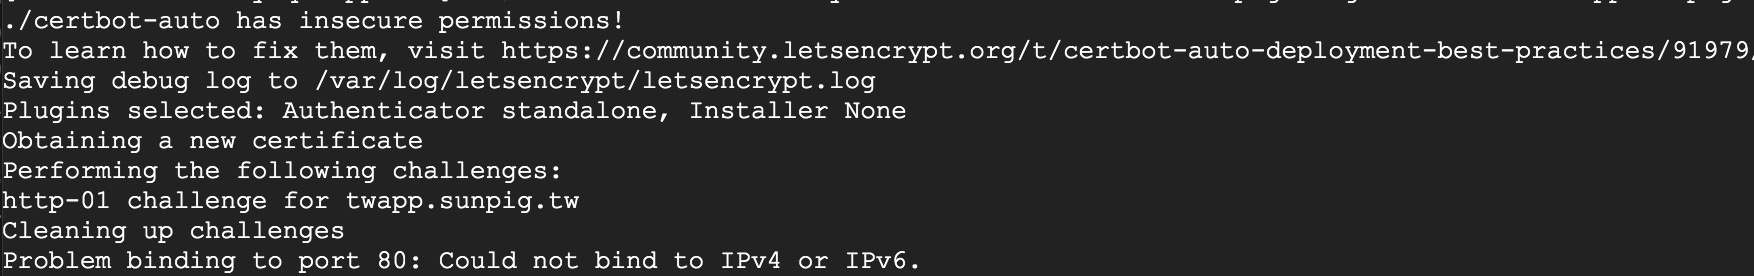 ./certbot-auto has insecure permissions!
To learn how to fix them, visit https://community.letsencrypt.org/t/certbot-auto-deployment-best-practices/91979/
Saving debug log to /var/log/letsencrypt/letsencrypt.log
Plugins selected: Authenticator standalone, Installer None
Obtaining a new certificate
Performing the following challenges:
http-01 challenge for twapp.sunpig.tw
Cleaning up challenges
Problem binding to port 80: Could not bind to IPv4 or IPv6.